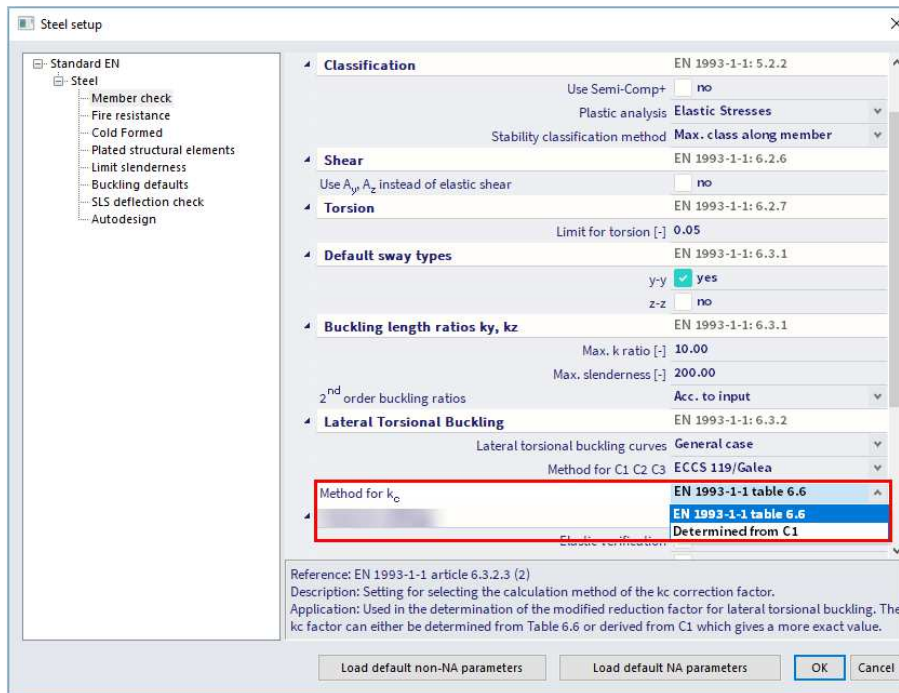 Steel setup
Standard EN
Steel
Member check
Fire resistance
Cold Formed
Plated structural elements
Limit slenderness
Buckling defaults
SLS deflection check
Autodesign
Classification EN 1993-1-1: 5.2.2
Use Semi-Comp+ no
Plastic analysis Elastic Stresses
Stability classification method Max. class along member
Shear EN 1993-1-1: 6.2.6
Use Ay, Az instead of elastic shear no
Torsion EN 1993-1-1: 6.2.7
Limit for torsion [-] 0.05
Default sway types EN 1993-1-1: 6.3.1
y-y yes
z-z no
Buckling length ratios ky, kz EN 1993-1-1: 6.3.1
Max. k ratio [-] 10.00
Max. slenderness [-] 200.00
2nd order buckling ratios Acc. to input
Lateral Torsional Buckling EN 1993-1-1: 6.3.2
Lateral torsional buckling curves General case
Method for C1 C2 C3 ECCS 119/Galea
Method for kc EN 1993-1-1 table 6.6
EN 1993-1-1 table 6.6
Determined from C1
Elastic verification
Reference: EN 1993-1-1 article 6.3.2.3 (2)
Description: Setting for selecting the calculation method of the kc correction factor.
Application: Used in the determination of the modified reduction factor for lateral torsional buckling. The
kc factor can either be determined from Table 6.6 or derived from C1 which gives a more exact value.
Load default non-NA parameters Load default NA parameters OK Cancel